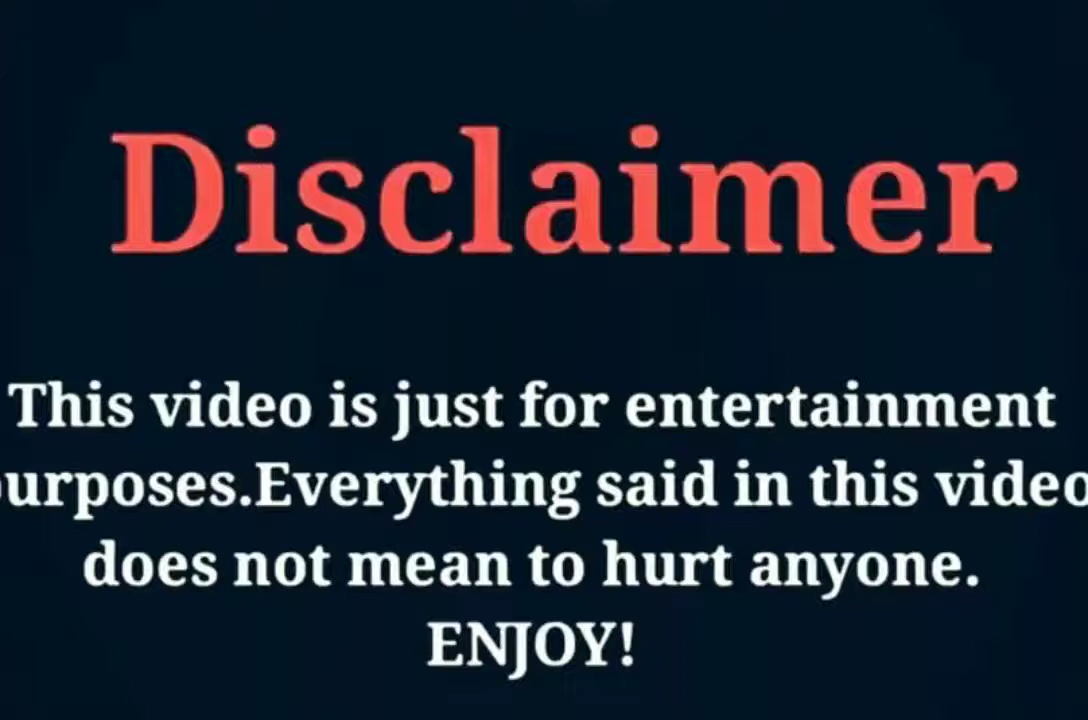 Disclaimer
This video is just for entertainment
purposes.Everything said in this video
does not mean to hurt anyone.
ENJOY!